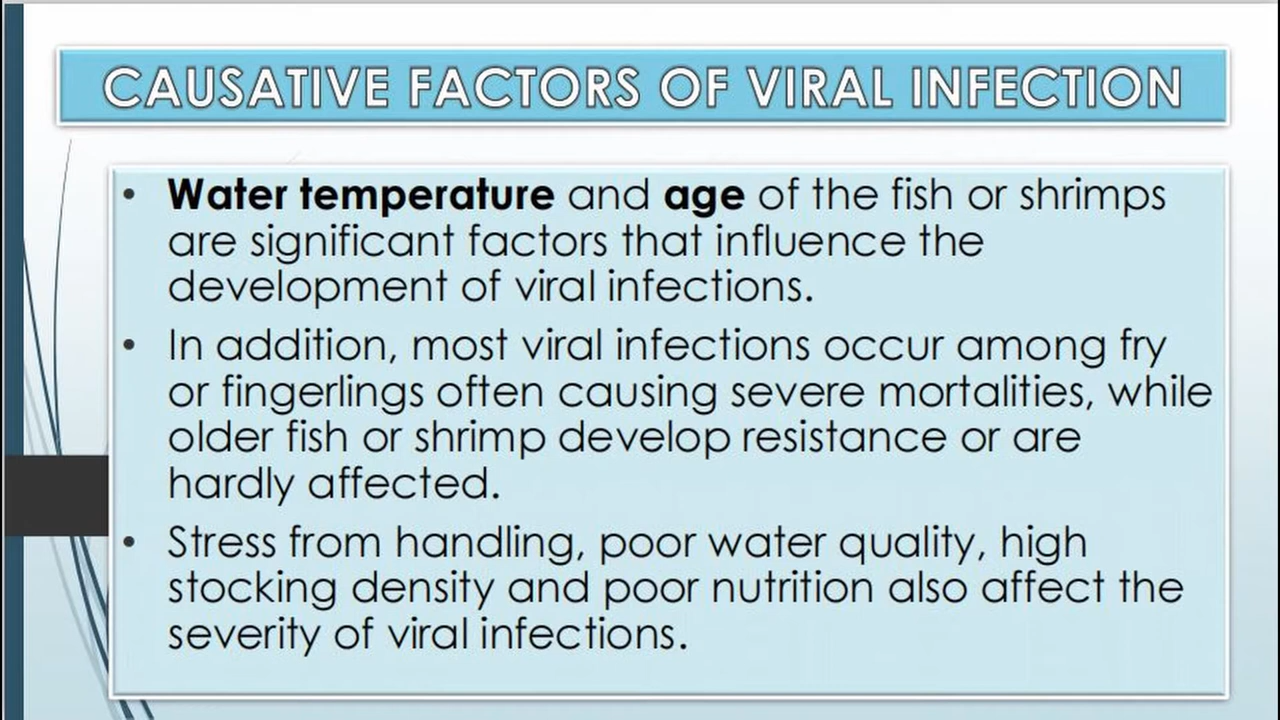 CAUSATIVE FACTORS OF VIRAL INFECTION
• Water temperature and age of the fish or shrimps
are significant factors that influence the
development of viral infections.
• In addition, most viral infections occur among fry
or fingerlings often causing severe mortalities, while
older fish or shrimp develop resistance or are
hardly affected.
• Stress from handling, poor water quality, high
stocking density and poor nutrition also affect the
severity of viral infections.